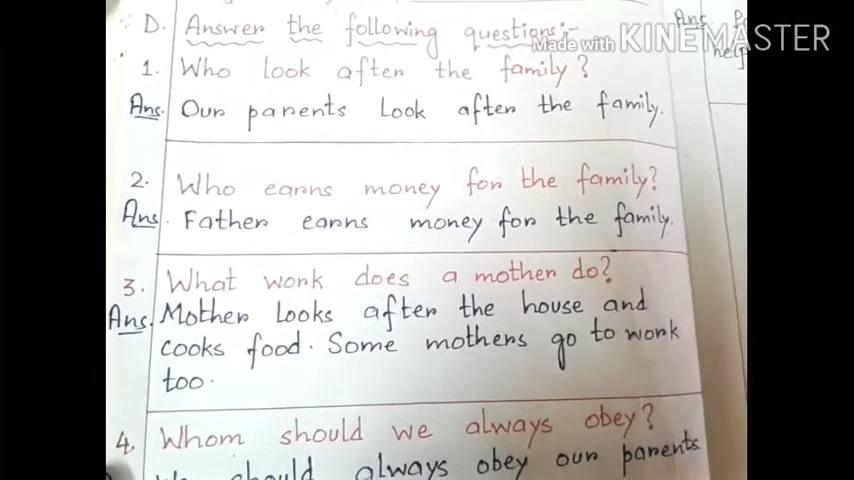 D. Answer the following questions:-
Made with KINEMASTER
1. Who look after the family?
Ans. Our parents Look after the family.
2. Who earns money for the family?
Ans. Father earns money for the family.
3. What work does a mother do?
Ans. Mother Looks after the house and
cooks food. Some mothers go to work
too.
4. Whom should we always obey?
We should always obey our parents
Ans
help